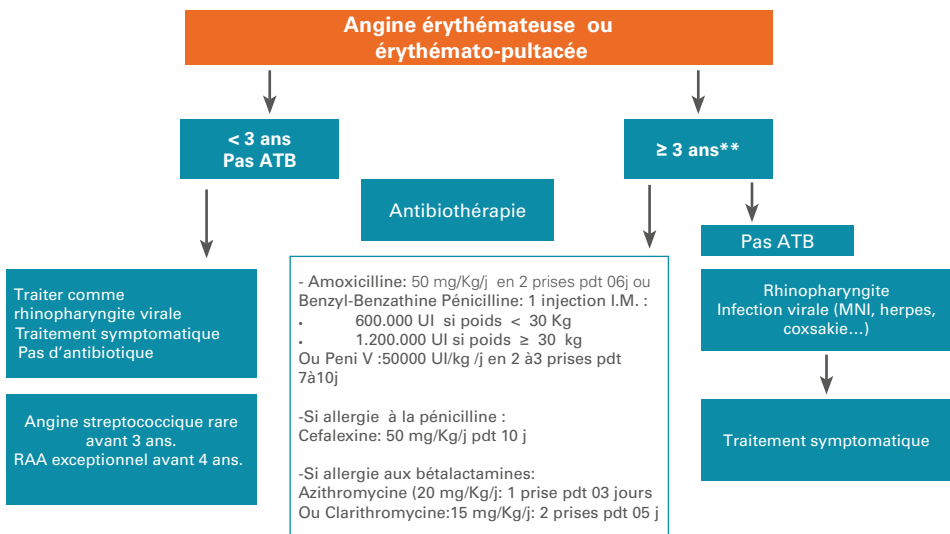 Angine érythémateuse ou
érythémato-pultacée
< 3 ans
Pas ATB
≥ 3 ans**
Antibiothérapie
Pas ATB
Traiter comme
rhinopharyngite virale
Traitement symptomatique
Pas d'antibiotique
Angine streptococcique rare
avant 3 ans.
RAA exceptionnel avant 4 ans.
- Amoxicilline: 50 mg/Kg/j en 2 prises pdt 06j ou
Benzyl-Benzathine Pénicilline: 1 injection I.M. :
. 600.000 UI si poids < 30 Kg
. 1.200.000 UI si poids ≥ 30 kg
Ou Peni V :50000 UI/kg /j en 2 à3 prises pdt
7à10j
-Si allergie à la pénicilline :
Cefalexine: 50 mg/Kg/j pdt 10 j
-Si allergie aux bétalactamines:
Azithromycine (20 mg/Kg/j: 1 prise pdt 03 jours
Ou Clarithromycine:15 mg/Kg/j: 2 prises pdt 05 j
Rhinopharyngite
Infection virale (MNI, herpes,
coxsakie...)
Traitement symptomatique